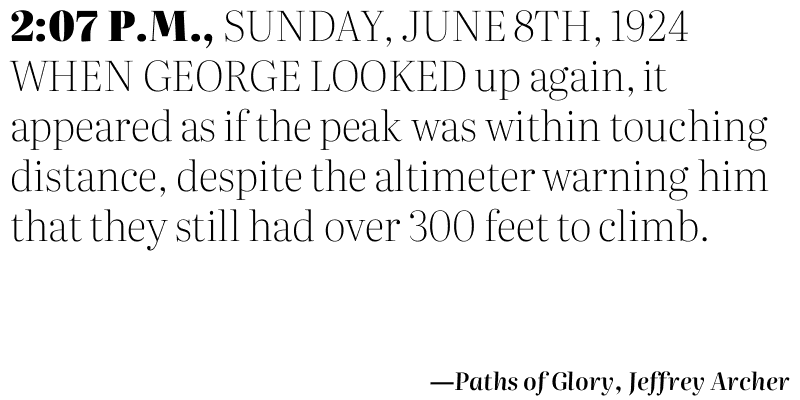 2:07 P.M., SUNDAY, JUNE 8TH, 1924
WHEN GEORGE LOOKED up again, it
appeared as if the peak was within touching
distance, despite the altimeter warning him
that they still had over 300 feet to climb.
—Paths of Glory, Jeffrey Archer